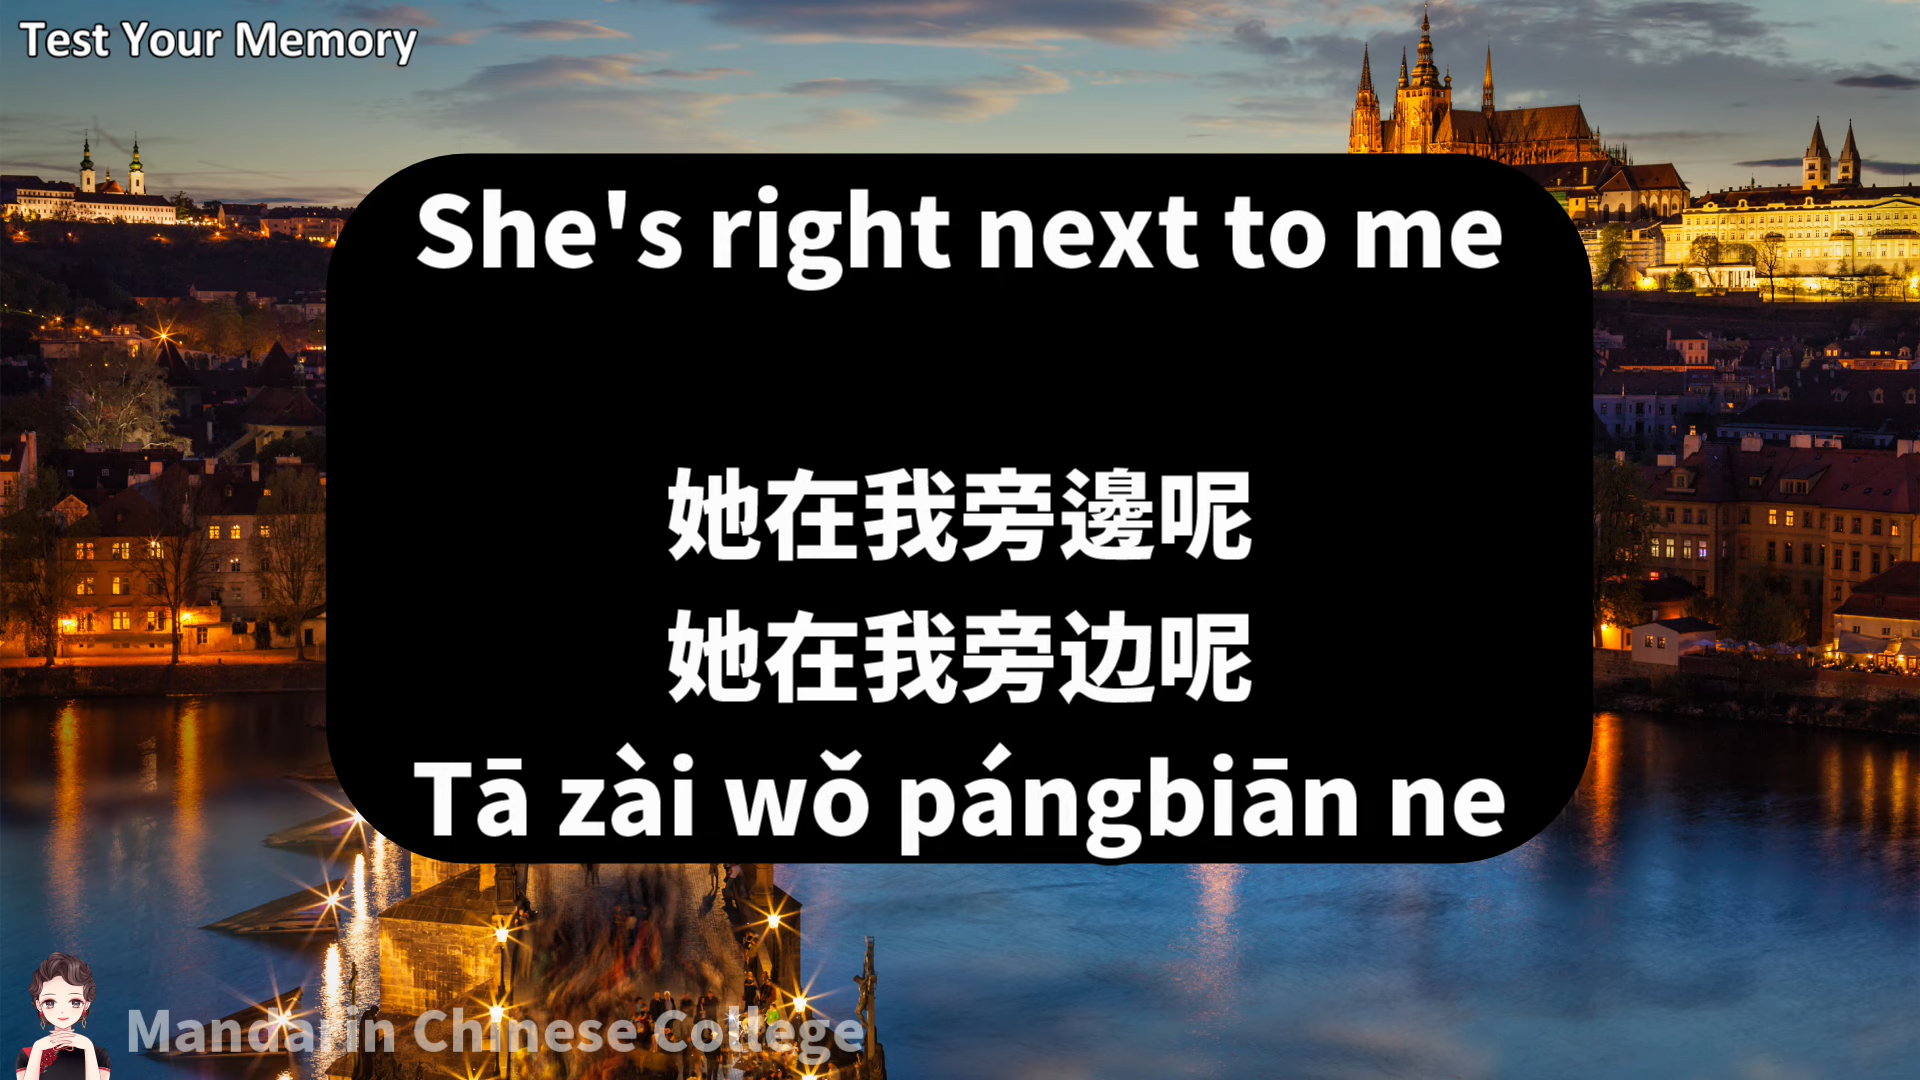 Test Your Memory
She's right next to me
她在我旁邊呢
她在我旁边呢
Tā zài wǒ pángbiān ne
Mandarin Chinese College